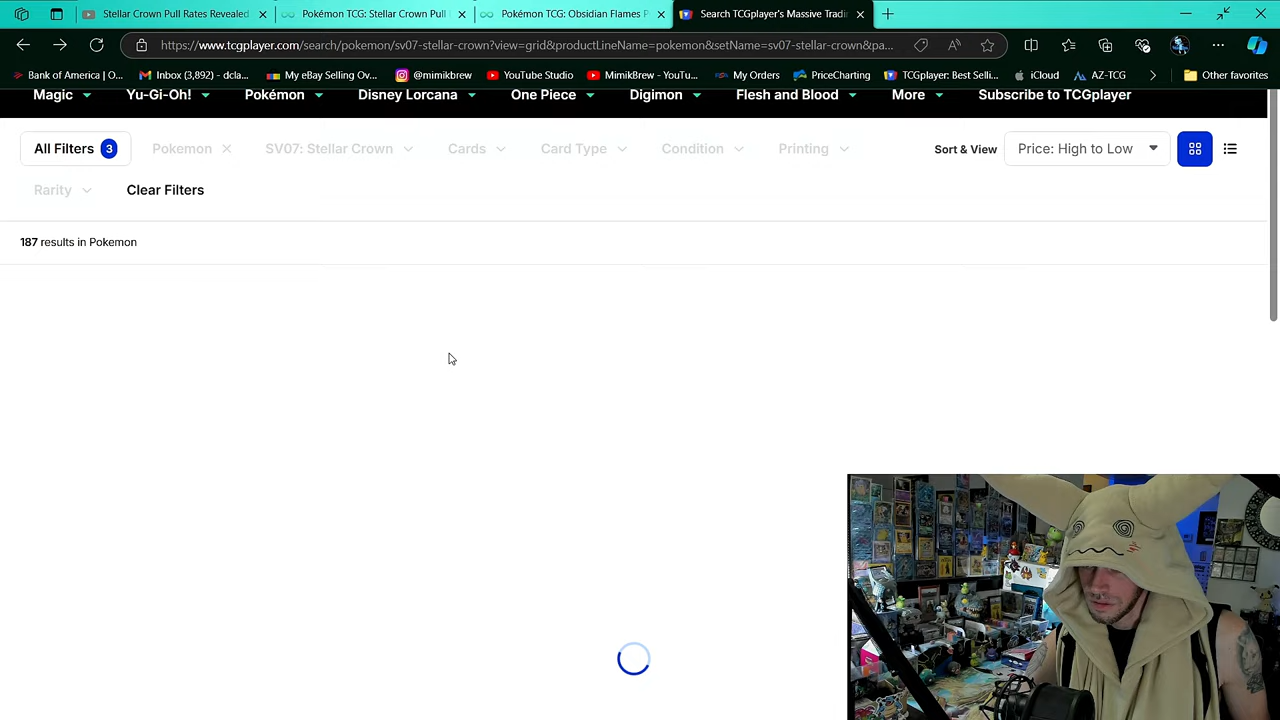 Stellar Crown Pull Rates Revealed
Pokémon TCG: Stellar Crown Pull
Pokémon TCG: Obsidian Flames P
Search TCGplayer's Massive Tradi
https://www.tcgplayer.com/search/pokemon/sv07-stellar-crown?view=grid&productLineName=pokemon&setName=sv07-stellar-crown&pa...
Bank of America | O...
Inbox (3,892) - dcla...
My eBay Selling Ov...
@mimikbrew
YouTube Studio
MimikBrew - YouTu...
My Orders
PriceCharting
TCGplayer: Best Selli...
iCloud
AZ-TCG
Other favorites
Magic
Yu-Gi-Oh!
Pokémon
Disney Lorcana
One Piece
Digimon
Flesh and Blood
More
Subscribe to TCGplayer
All Filters 3
Pokemon
SV07: Stellar Crown
Cards
Card Type
Condition
Printing
Sort & View
Price: High to Low
Rarity
Clear Filters
187 results in Pokemon